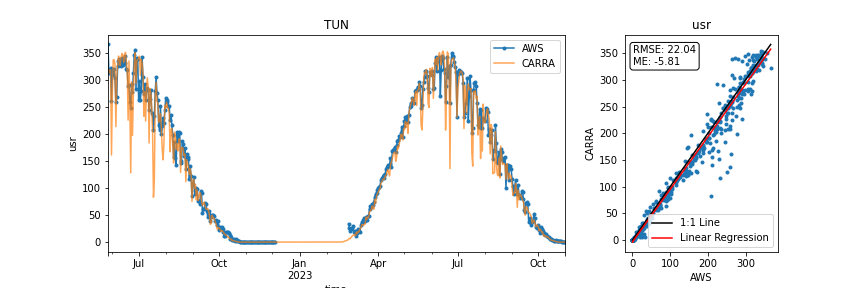 TUN
usr
350
300
250
200
150
100
50
0
usr
AWS
CARRA
Jul
Oct
Jan
2023
Apr
Jul
Oct
time
usr
350
300
250
200
150
100
50
0
CARRA
RMSE: 22.04
ME: -5.81
1:1 Line
Linear Regression
0
100
200
300
AWS